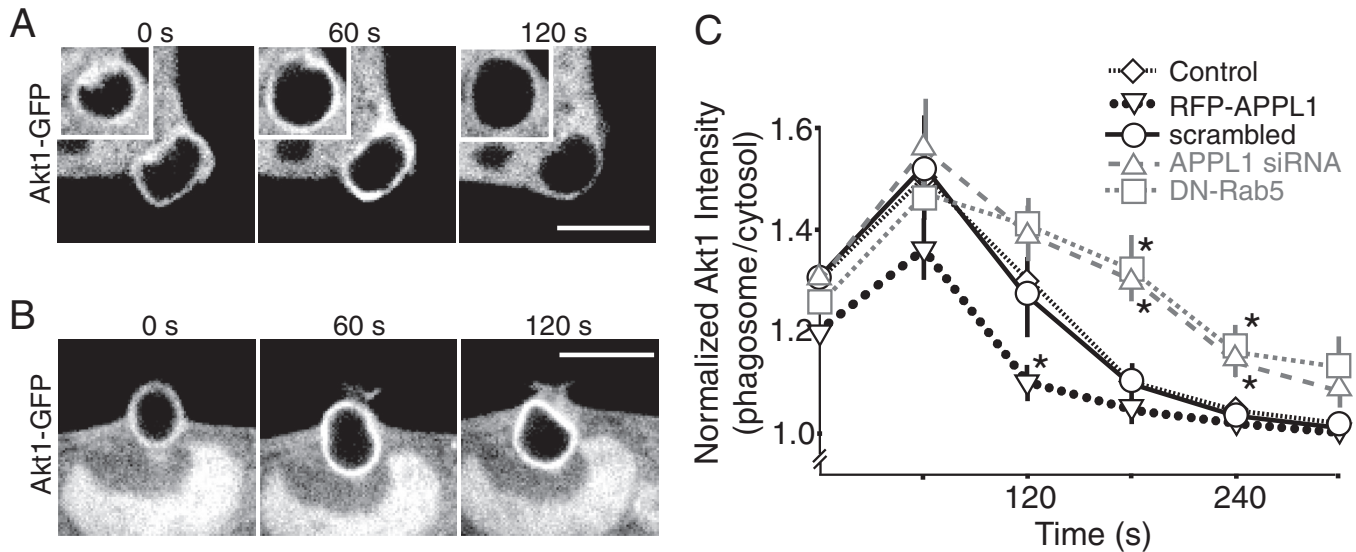 A
0 s
60 s
120 s
Akt1-GFP
B
0 s
60 s
120 s
Akt1-GFP
C
Control
RFP-APPL1
scrambled
APPL1 siRNA
DN-Rab5
Normalized Akt1 Intensity
(phagosome/cytosol)
1.6
1.4
1.2
1.0
*
*
*
*
*
120
240
Time (s)